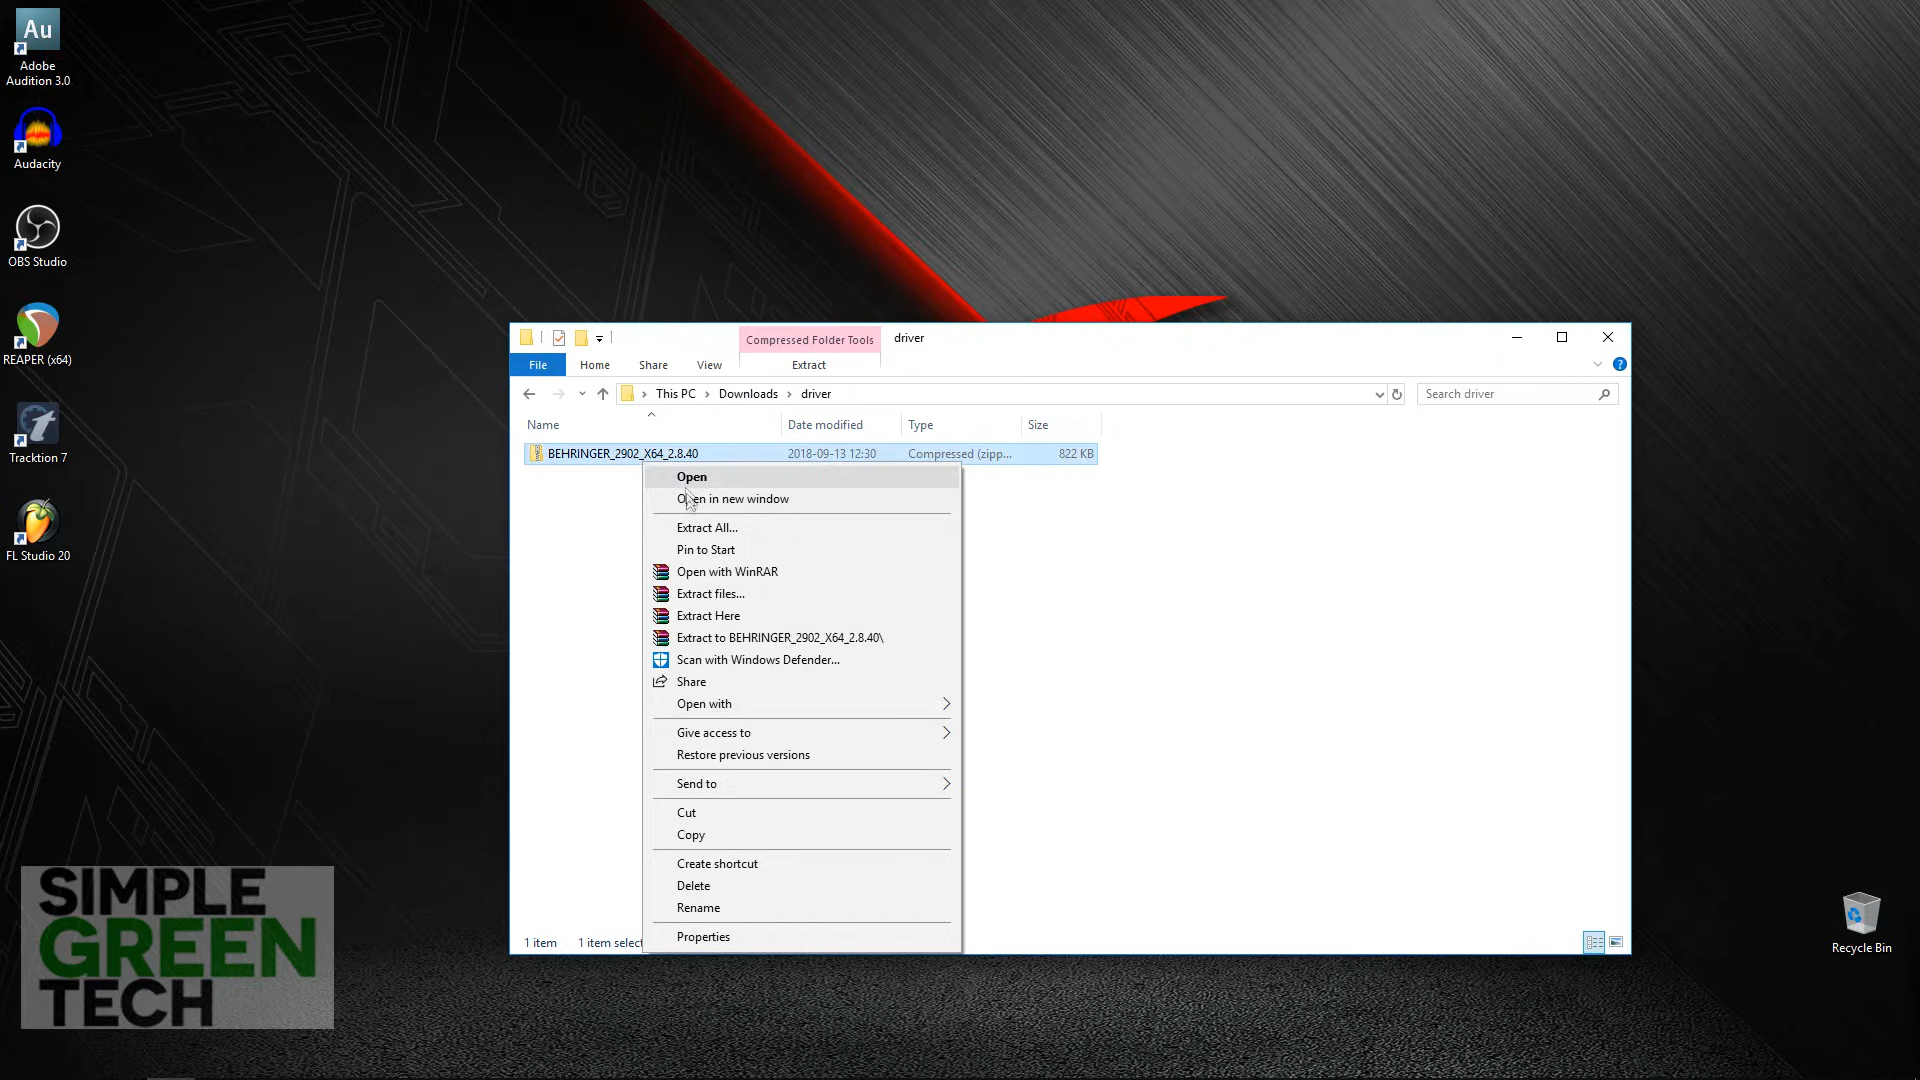 Au
Adobe
Audition 3.0
Audacity
OBS Studio
REAPER (x64)
Tracktion 7
FL Studio 20
Compressed Folder Tools
driver
File
Home
Share
View
Extract
This PC
Downloads
driver
Search driver
Name
Date modified
Type
Size
BEHRINGER_2902_X64_2.8.40
2018-09-13 12:30
Compressed (zipp...
822 KB
Open
Open in new window
Extract All...
Pin to Start
Open with WinRAR
Extract files...
Extract Here
Extract to BEHRINGER_2902_X64_2.8.40\
Scan with Windows Defender...
Share
Open with
Give access to
Restore previous versions
Send to
Cut
Copy
Create shortcut
Delete
Rename
Properties
1 item
1 item select
SIMPLE
GREEN
TECH
Recycle Bin